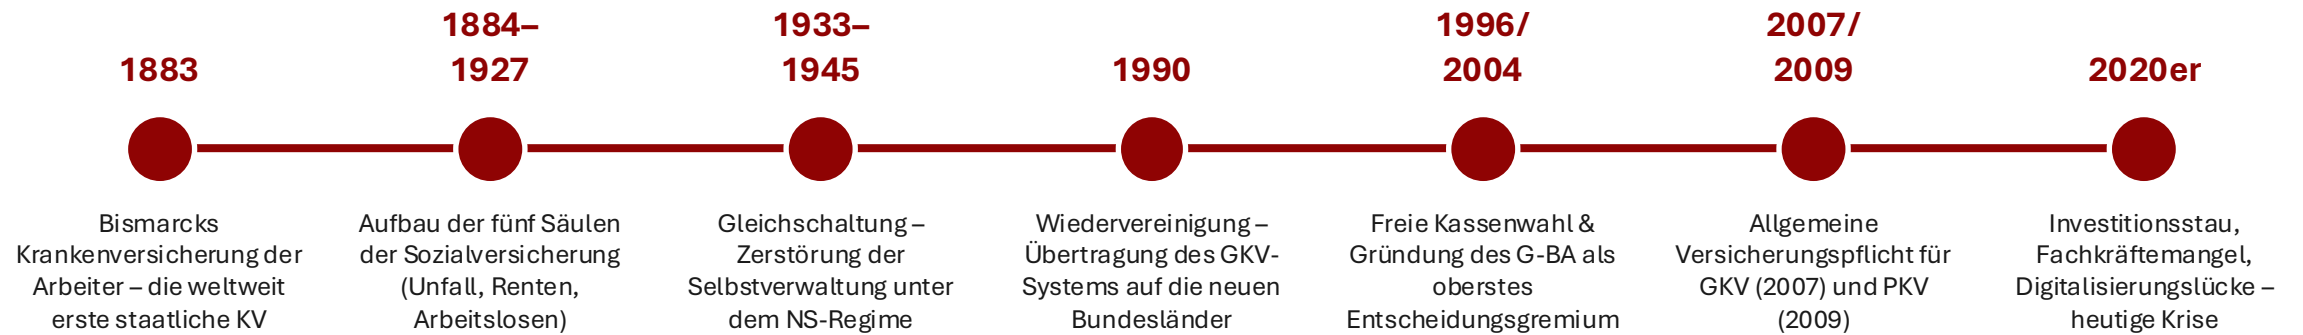 1883
Bismarcks
Krankenversicherung der
Arbeiter – die weltweit
erste staatliche KV
1884–
1927
Aufbau der fünf Säulen
der Sozialversicherung
(Unfall, Renten,
Arbeitslosen)
1933–
1945
Gleichschaltung –
Zerstörung der
Selbstverwaltung unter
dem NS-Regime
1990
Wiedervereinigung –
Übertragung des GKV-
Systems auf die neuen
Bundesländer
1996/
2004
Freie Kassenwahl &
Gründung des G-BA als
oberstes
Entscheidungsgremium
2007/
2009
Allgemeine
Versicherungspflicht für
GKV (2007) und PKV
(2009)
2020er
Investitionsstau,
Fachkräftemangel,
Digitalisierungslücke –
heutige Krise